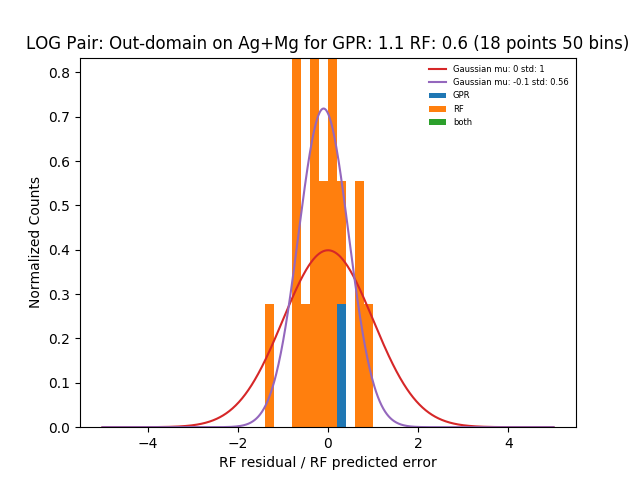 LOG Pair: Out-domain on Ag+Mg for GPR: 1.1 RF: 0.6 (18 points 50 bins)
Gaussian mu: 0 std: 1
Gaussian mu: -0.1 std: 0.56
GPR
RF
both
Normalized Counts
0.8
0.7
0.6
0.5
0.4
0.3
0.2
0.1
0.0
−4 −2 0 2 4
RF residual / RF predicted error